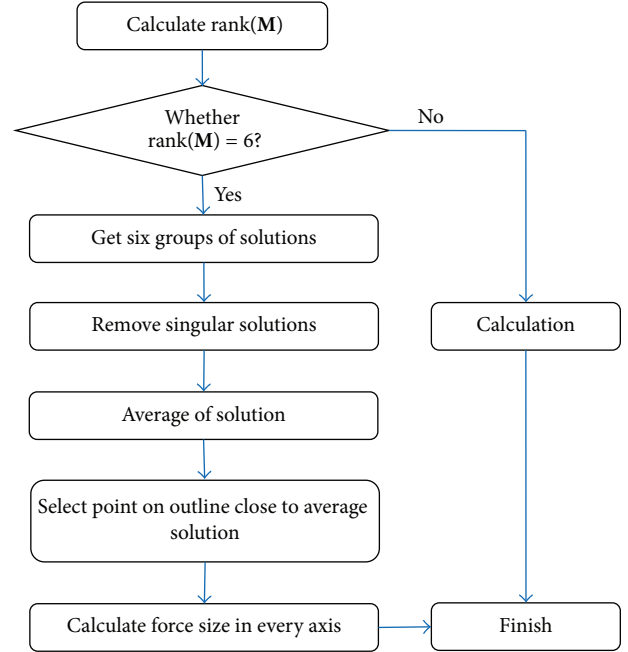 Calculate rank(M)
Whether
rank(M) = 6?
No
Yes
Get six groups of solutions
Remove singular solutions
Calculation
Average of solution
Select point on outline close to average
solution
Calculate force size in every axis
Finish